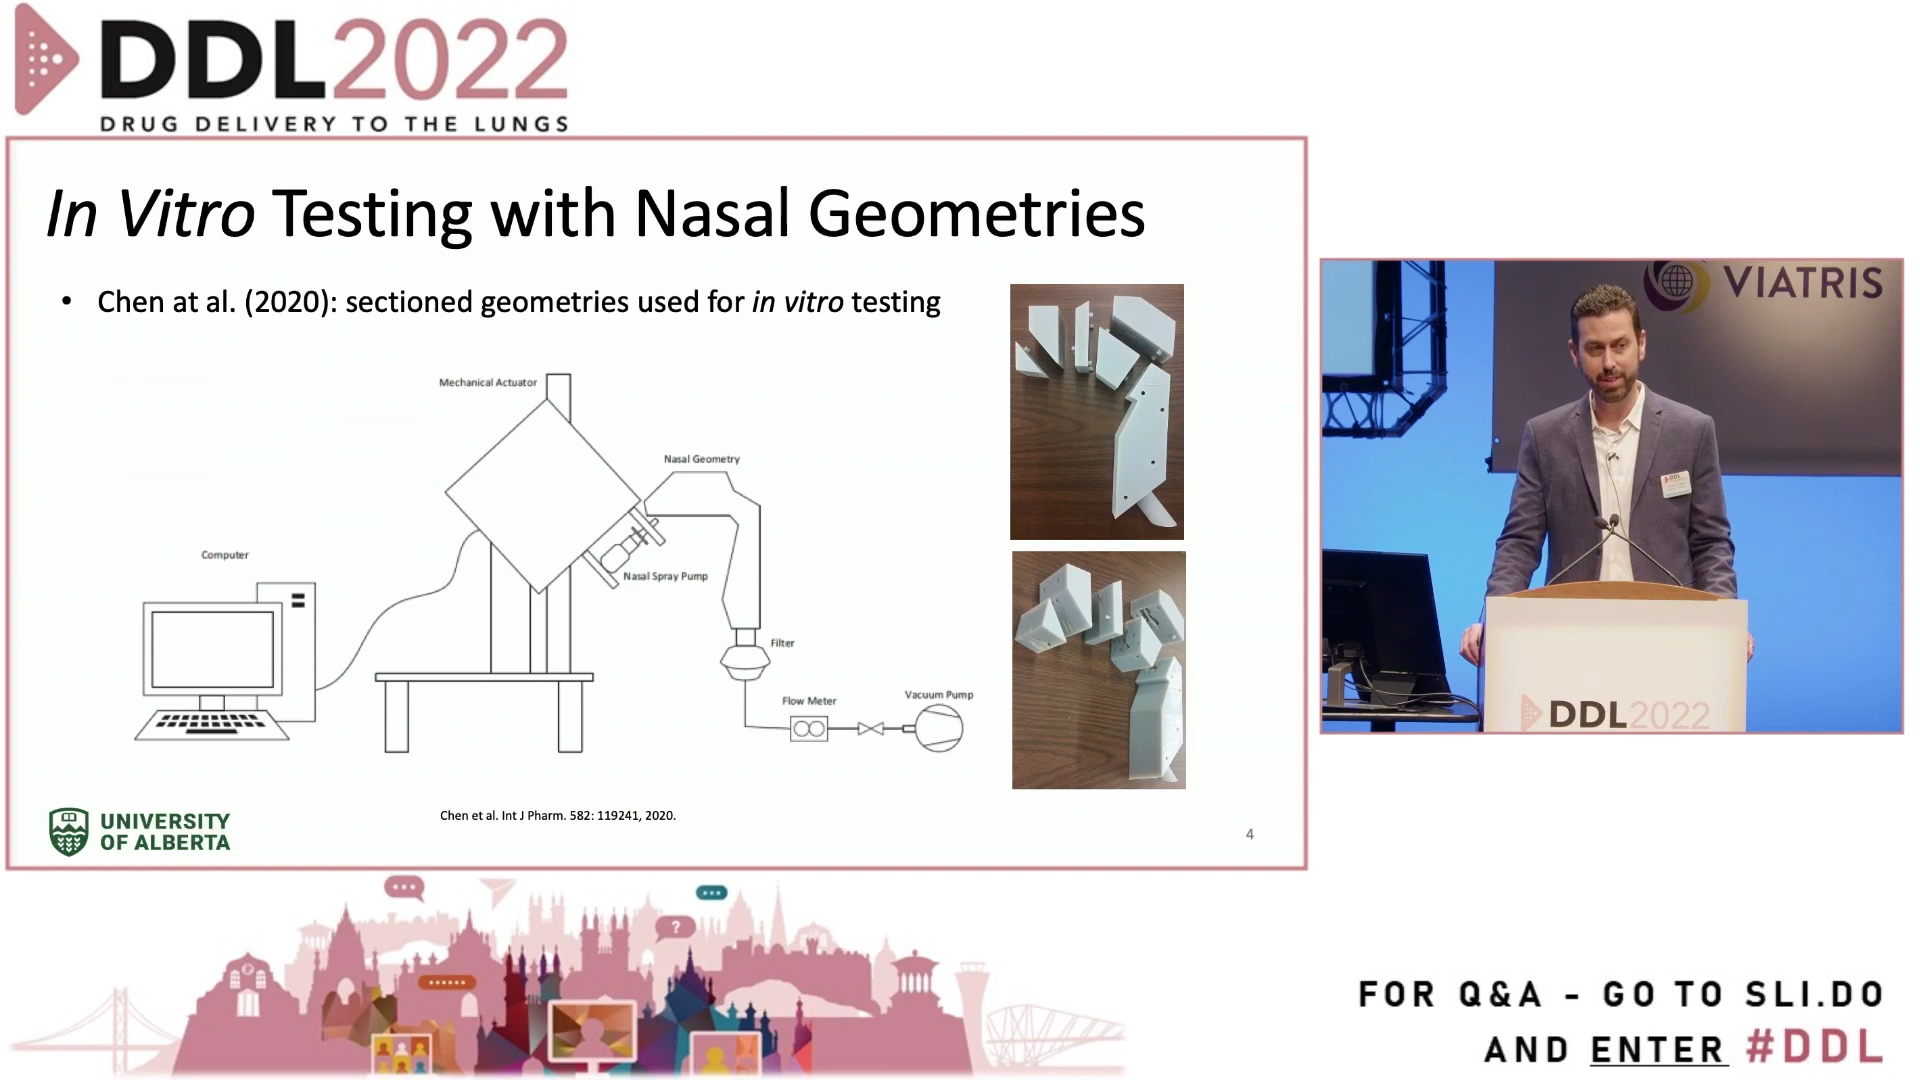 DDL2022
DRUG DELIVERY TO THE LUNGS
In Vitro Testing with Nasal Geometries
• Chen at al. (2020): sectioned geometries used for in vitro testing
Mechanical Actuator
Nasal Geometry
Computer
Nasal Spray Pump
Filter
Flow Meter
Vacuum Pump
UNIVERSITY
OF ALBERTA
Chen et al. Int J Pharm. 582: 119241, 2020.
4
VIATRIS
DDL
DDL2022
?
FOR Q&A - GO TO SLI.DO
AND ENTER #DDL